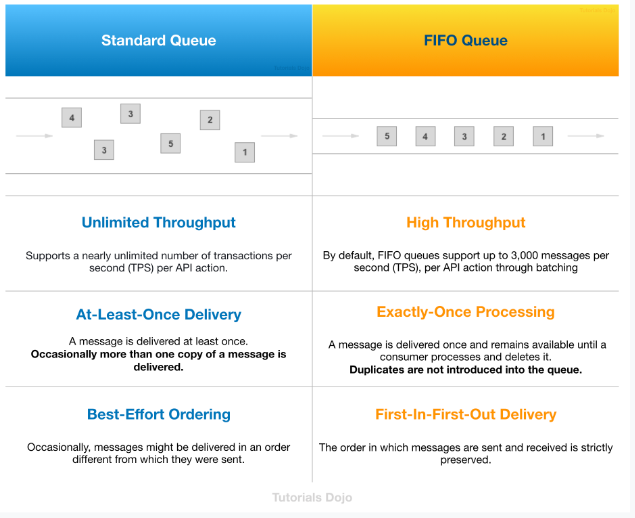 Tutorials Dojo
Standard Queue
FIFO Queue
Tutorials Dojo
4
3
2
3
5
1
5
4
3
2
1
Unlimited Throughput
Supports a nearly unlimited number of transactions per
second (TPS) per API action.
High Throughput
By default, FIFO queues support up to 3,000 messages per
second (TPS), per API action through batching
At-Least-Once Delivery
A message is delivered at least once.
Occasionally more than one copy of a message is
delivered.
Exactly-Once Processing
A message is delivered once and remains available until a
consumer processes and deletes it.
Duplicates are not introduced into the queue.
Best-Effort Ordering
Occasionally, messages might be delivered in an order
different from which they were sent.
First-In-First-Out Delivery
The order in which messages are sent and received is strictly
preserved.
Tutorials Dojo